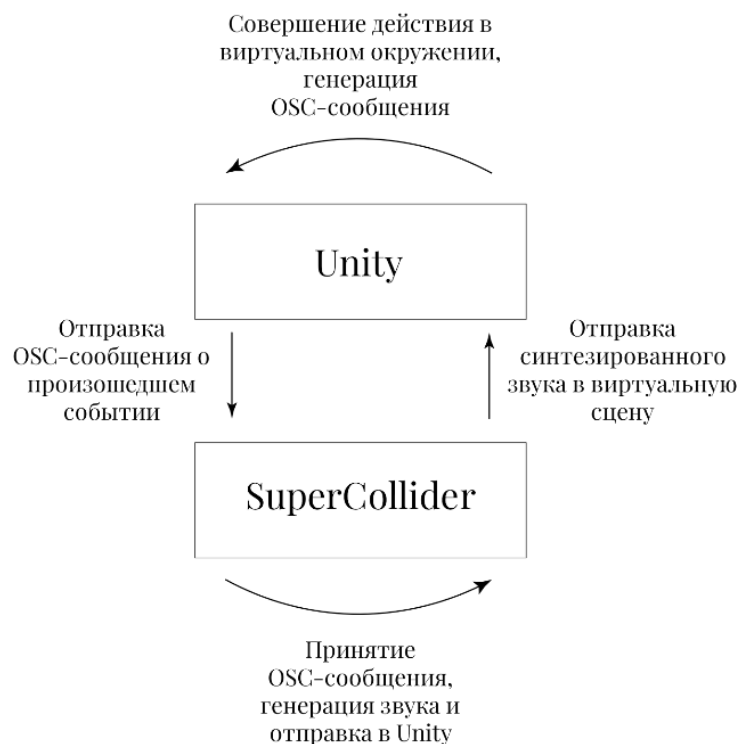 Совершение действия в
виртуальном окружении,
генерация
OSC-сообщения
Unity
Отправка
OSC-сообщения о
произошедшем
событии
Отправка
синтезированного
звука в виртуальную
сцену
SuperCollider
Принятие
OSC-сообщения,
генерация звука и
отправка в Unity